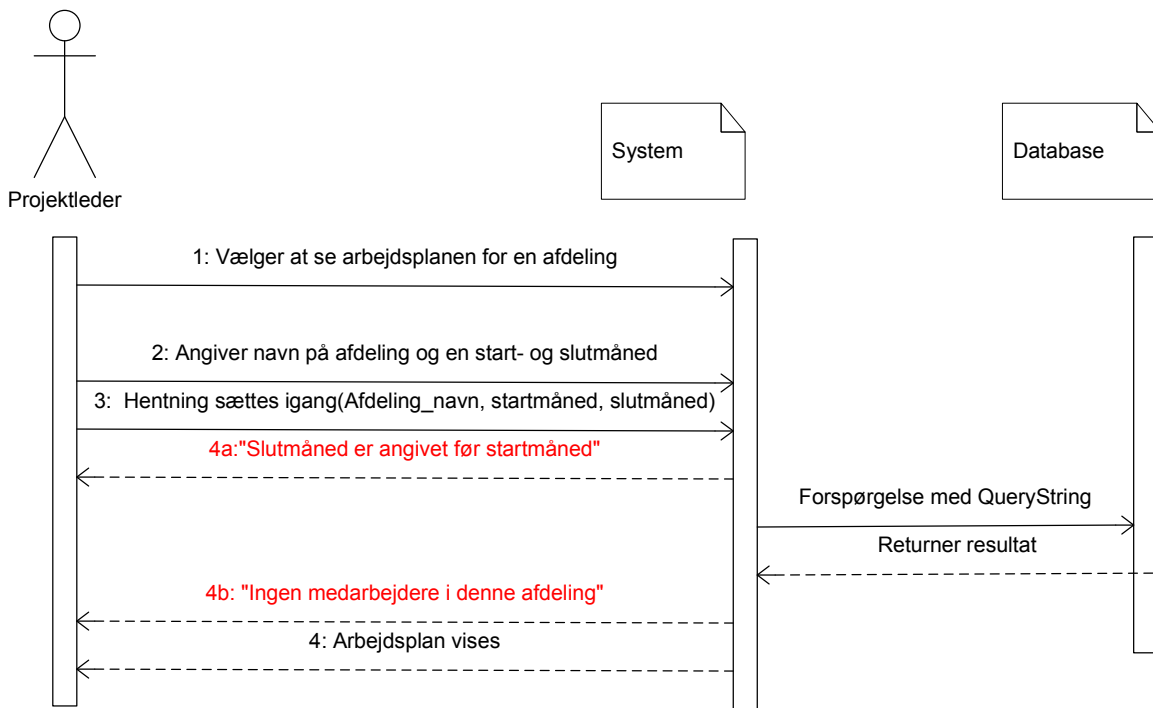 System
Database
Projektleder
1: Vælger at se arbejdsplanen for en afdeling
2: Angiver navn på afdeling og en start- og slutmåned
3:  Hentning sættes igang(Afdeling_navn, startmåned, slutmåned)
4a:"Slutmåned er angivet før startmåned"
Forspørgelse med QueryString
Returner resultat
4b: "Ingen medarbejdere i denne afdeling"
4: Arbejdsplan vises